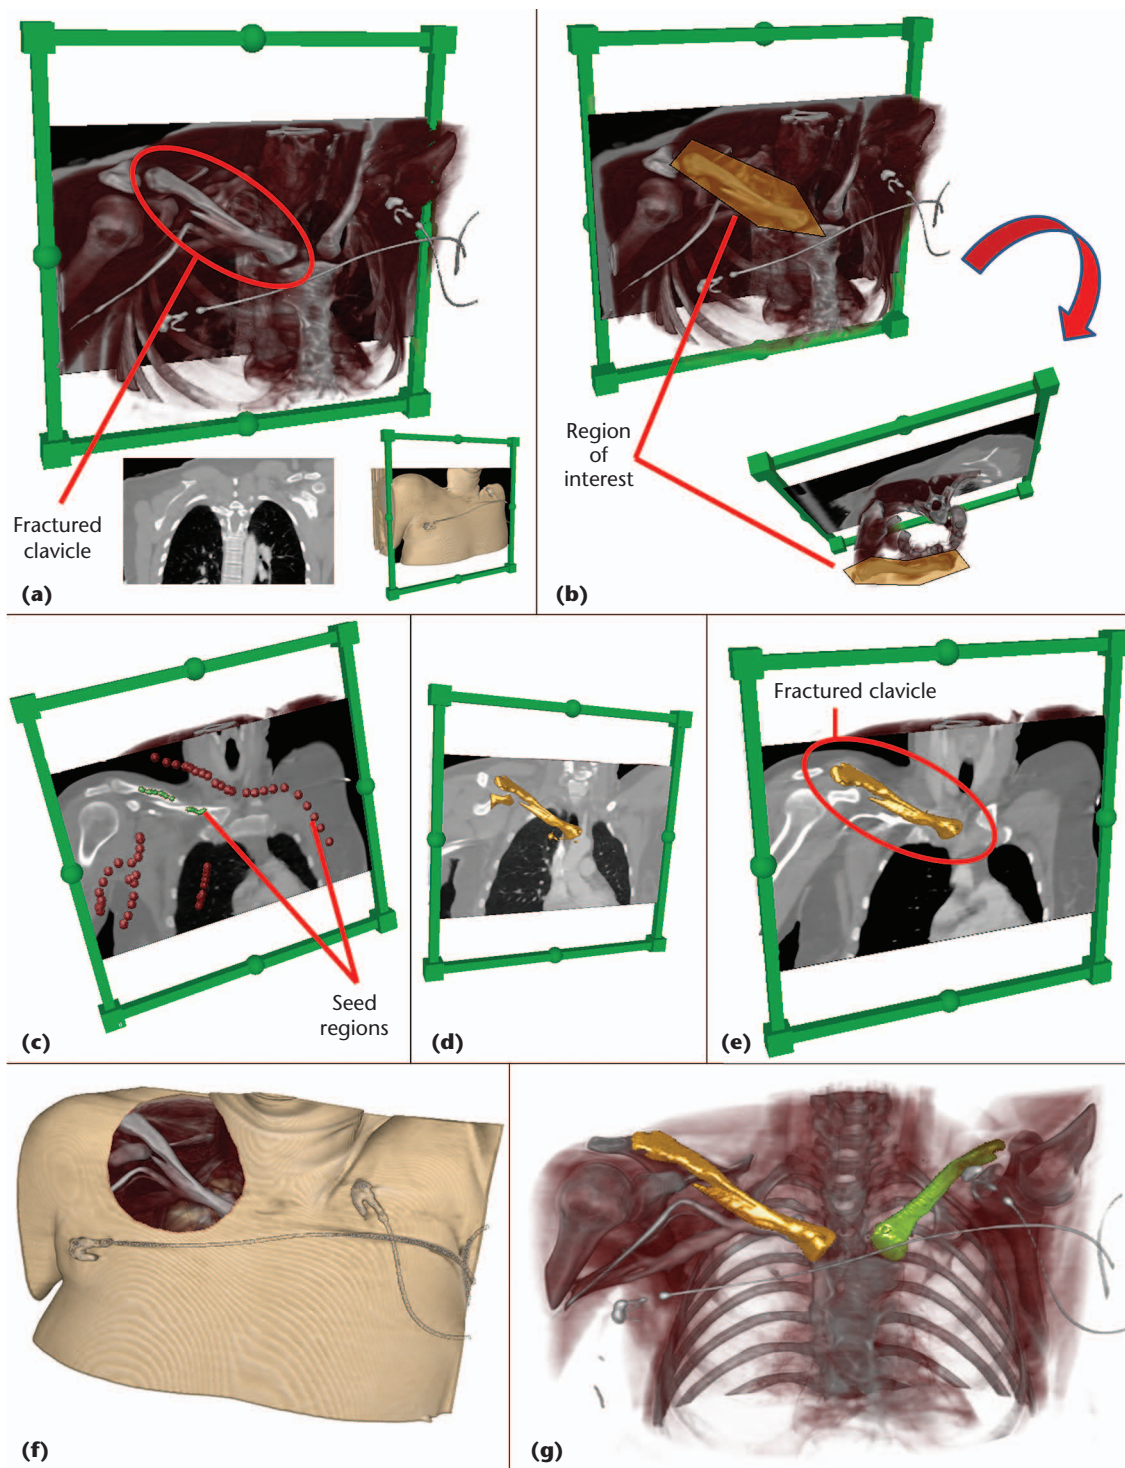 Fractured
clavicle
(a)
Region
of
interest
(b)
Seed
regions
(c)
(d)
Fractured clavicle
(e)
(f)
(g)